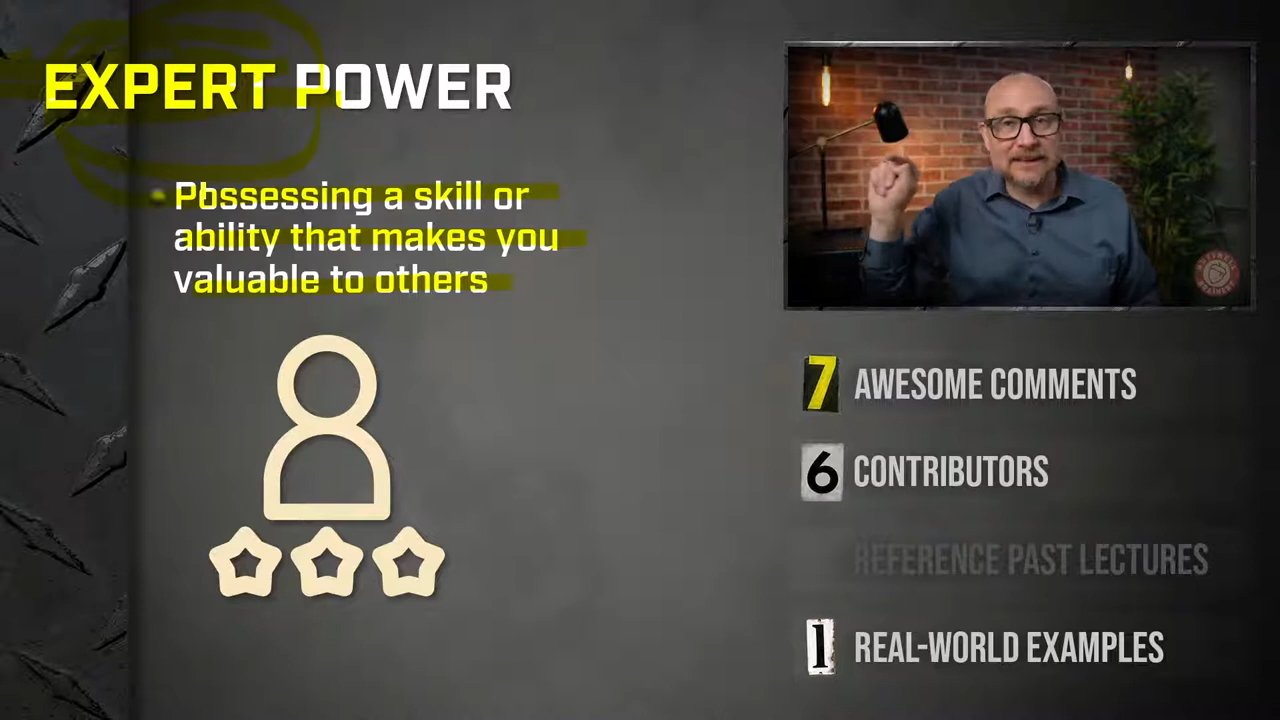 EXPERT POWER
Possessing a skill or
ability that makes you
valuable to others
7 AWESOME COMMENTS
6 CONTRIBUTORS
REFERENCE PAST LECTURES
1 REAL-WORLD EXAMPLES